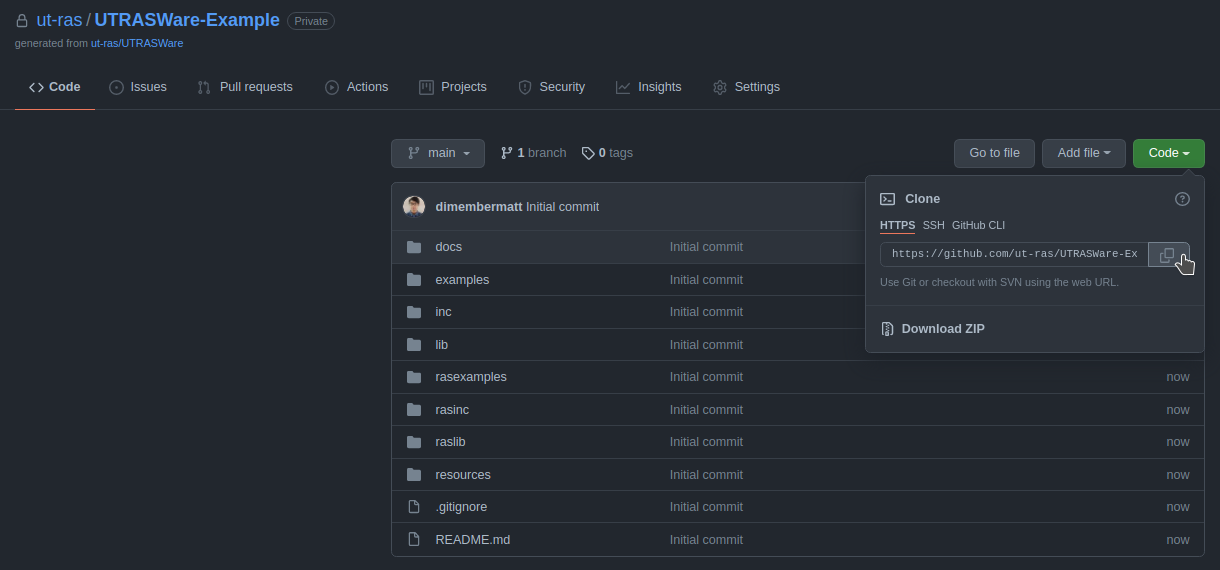 ut-ras/UTRASWare-Example Private
generated from ut-ras/UTRASWare
Code Issues Pull requests Actions Projects Security Insights Settings
main 1 branch 0 tags Go to file Add file Code
dimembermatt Initial commit
Clone
HTTPS SSH GitHub CLI
https://github.com/ut-ras/UTRASWare-Ex
Use Git or checkout with SVN using the web URL.
Download ZIP
docs Initial commit
examples Initial commit
inc Initial commit
lib Initial commit
rasexamples Initial commit now
rasinc Initial commit now
raslib Initial commit now
resources Initial commit now
.gitignore Initial commit now
README.md Initial commit now